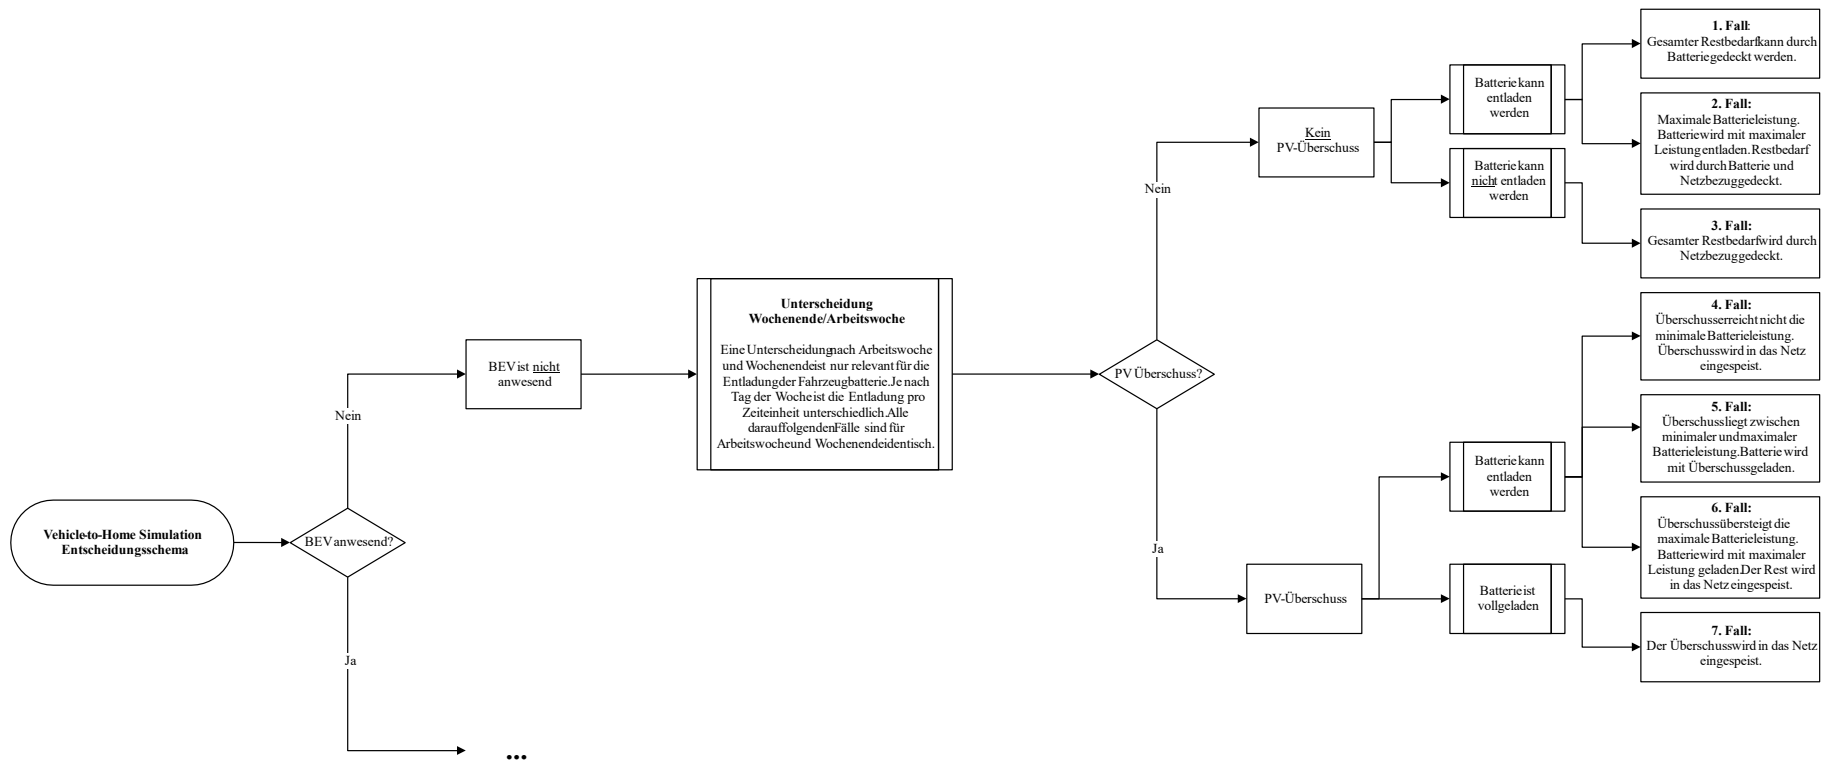 Vehicle-to-Home Simulation
Entscheidungsschema
BEV anwesend?
Nein
Ja
...
BEV ist nicht
anwesend
Unterscheidung
Wochenende/Arbeitswoche
Eine Unterscheidung nach Arbeitswoche
und Wochenende ist nur relevant für die
Entladung der Fahrzeugbatterie. Je nach
Tag der Woche ist die Entladung pro
Zeiteinheit unterschiedlich. Alle
darauffolgenden Fälle sind für
Arbeitswoche und Wochenende identisch.
PV Überschuss?
Nein
Ja
Kein
PV-Überschuss
Batterie kann
entladen
werden
Batterie kann
nicht entladen
werden
1. Fall:
Gesamter Restbedarf kann durch
Batterie gedeckt werden.
2. Fall:
Maximale Batterieleistung.
Batterie wird mit maximaler
Leistung entladen. Restbedarf
wird durch Batterie und
Netzbezug gedeckt.
3. Fall:
Gesamter Restbedarf wird durch
Netzbezug gedeckt.
PV-Überschuss
Batterie kann
entladen
werden
Batterie ist
vollgeladen
4. Fall:
Überschuss erreicht nicht die
minimale Batterieleistung.
Überschuss wird in das Netz
eingespeist.
5. Fall:
Überschuss liegt zwischen
minimaler und maximaler
Batterieleistung. Batterie wird
mit Überschuss geladen.
6. Fall:
Überschuss übersteigt die
maximale Batterieleistung.
Batterie wird mit maximaler
Leistung geladen. Der Rest wird
in das Netz eingespeist.
7. Fall:
Der Überschuss wird in das Netz
eingespeist.